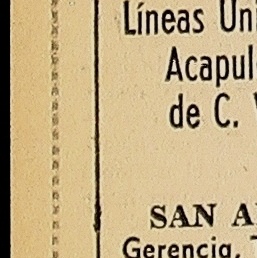 Líneas Uni
Acapul
de C. V
SAN A
Gerencia, T